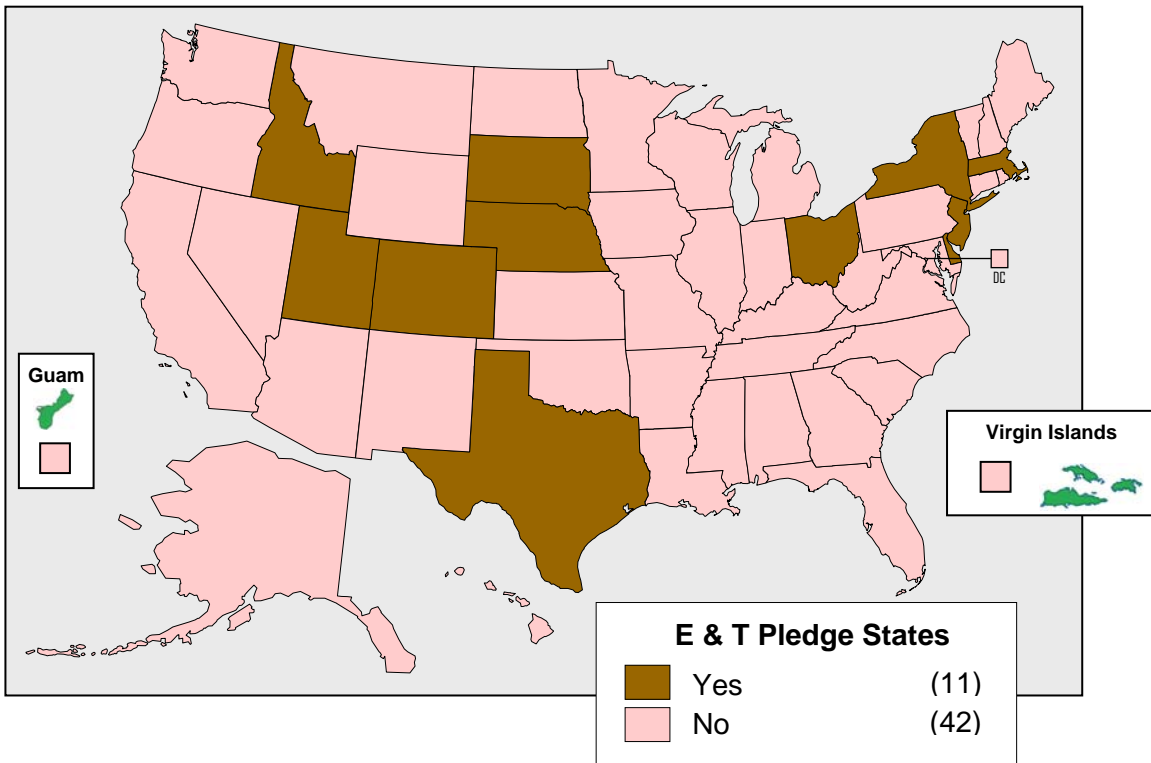 DC
Guam
Virgin Islands
E & T Pledge States
Yes (11)
No (42)